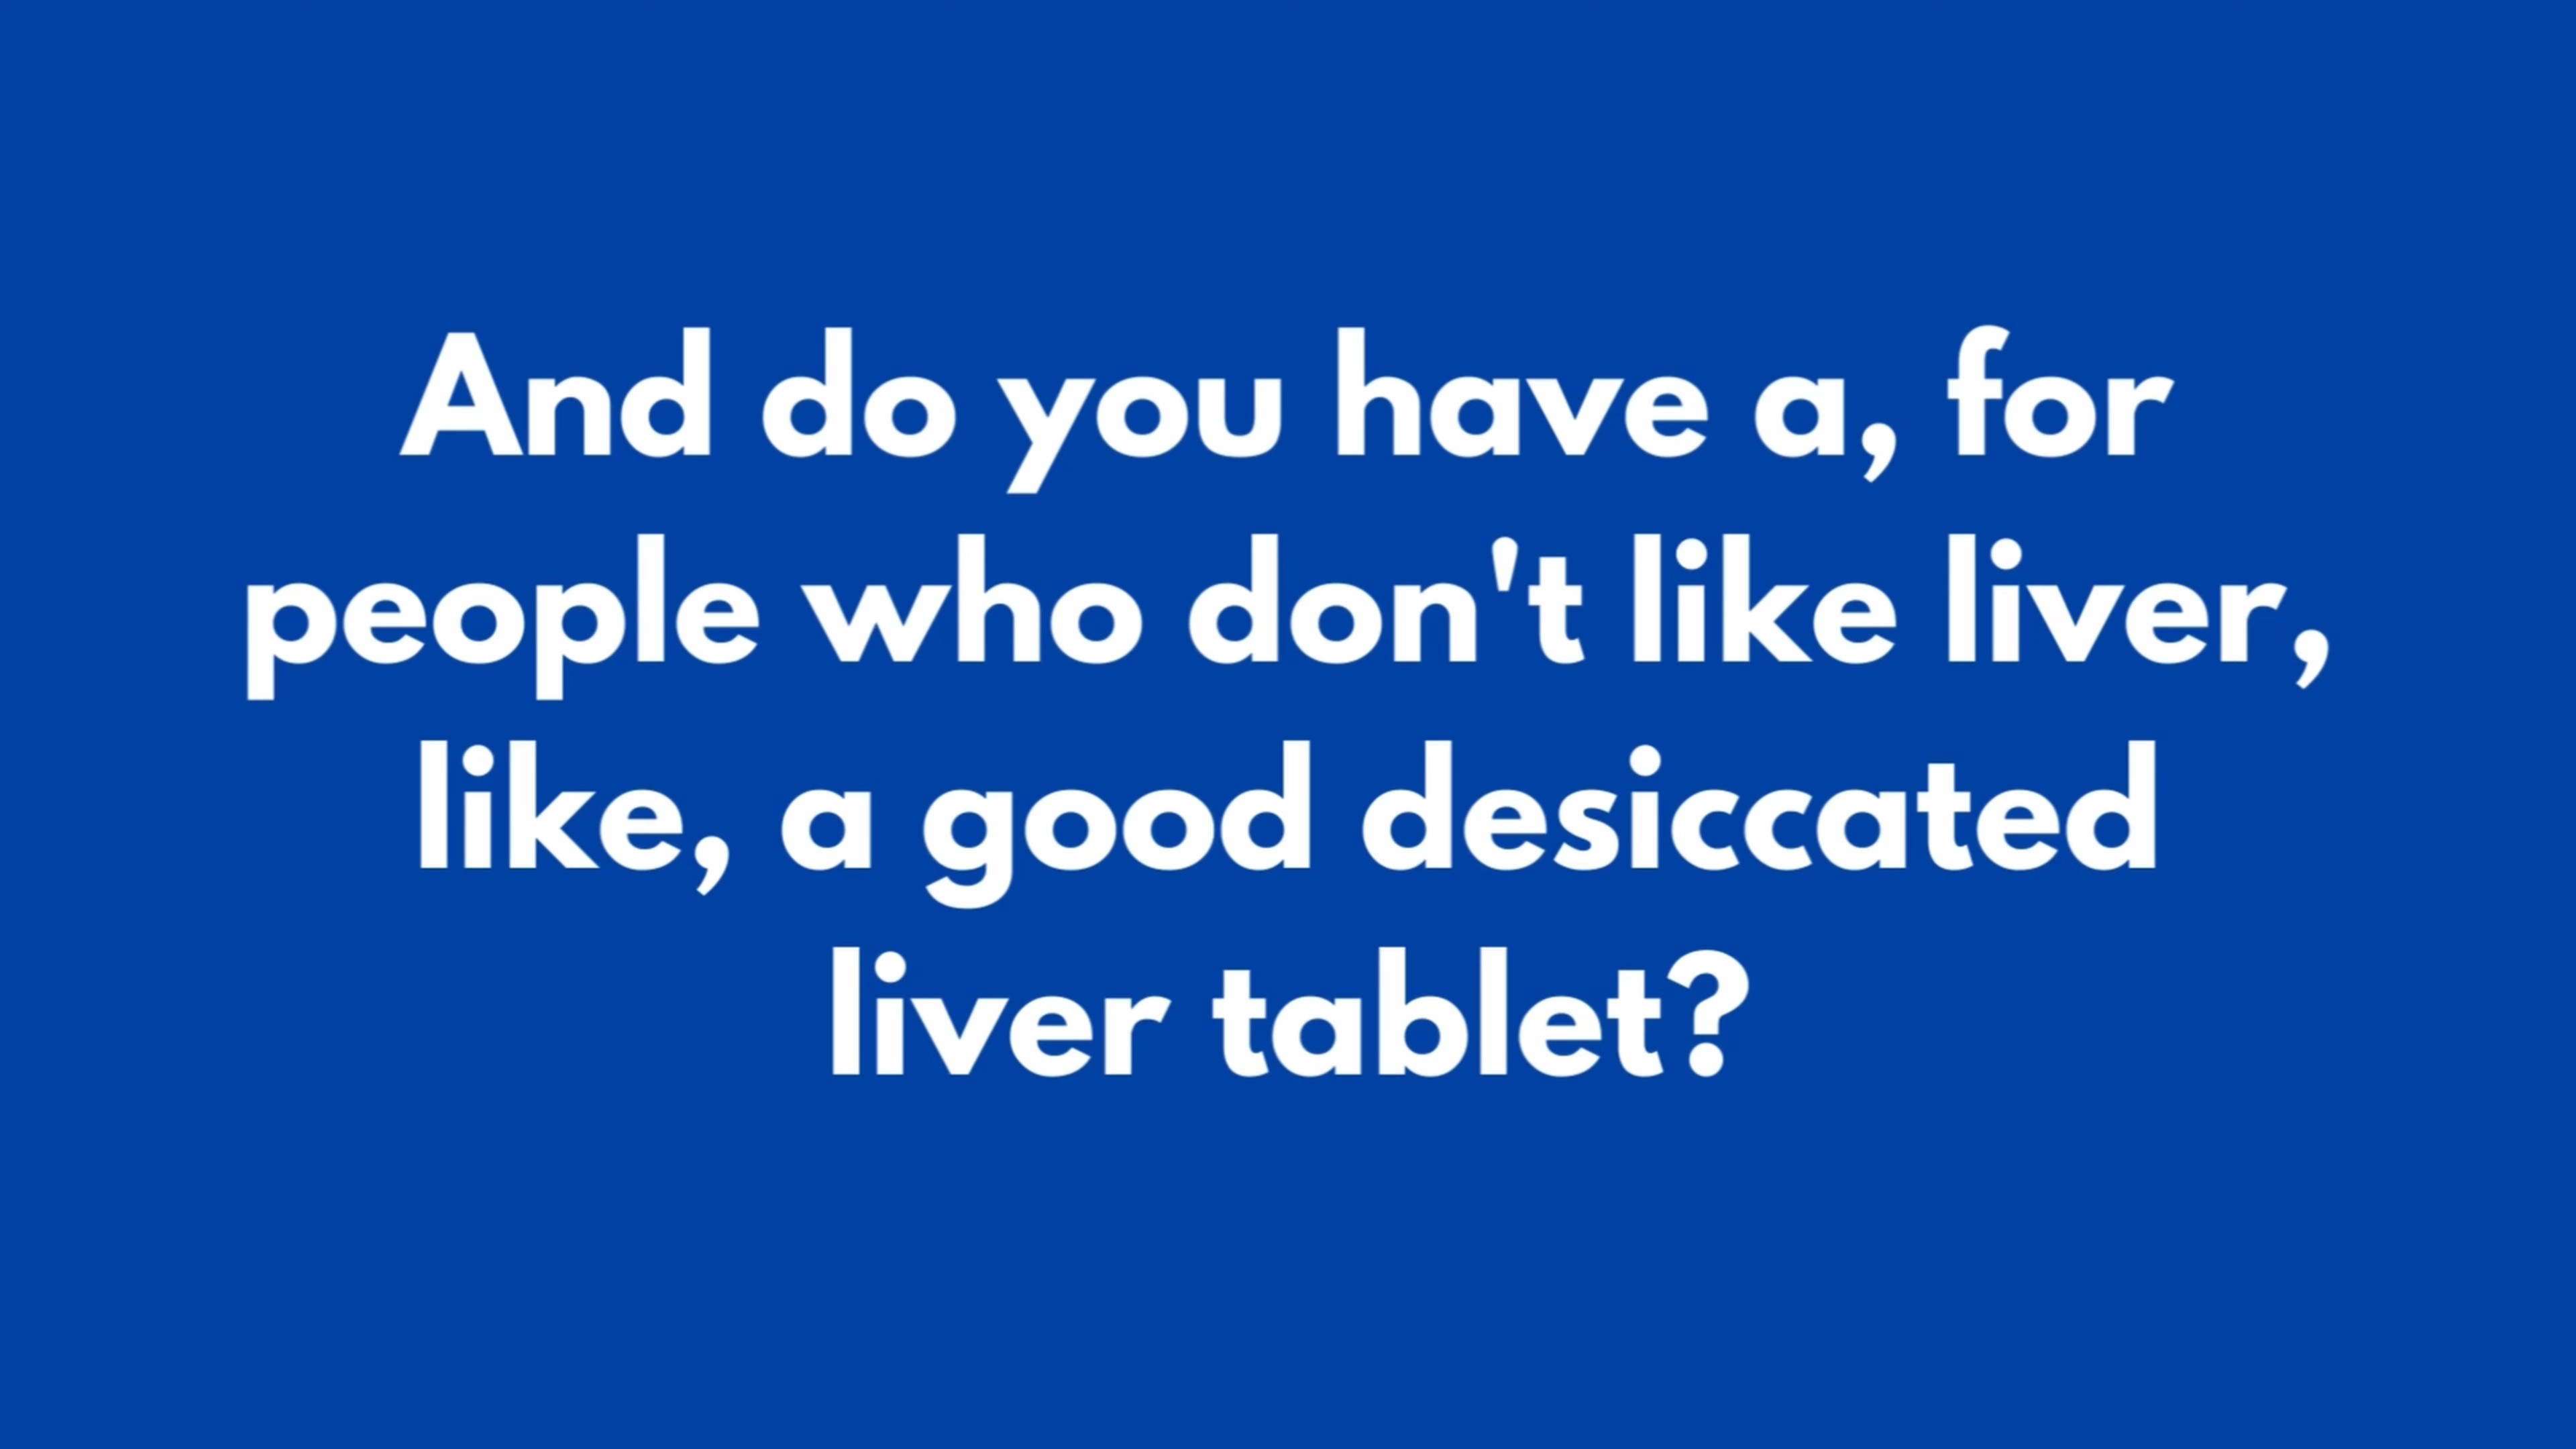 And do you have a, for
people who don't like liver,
like, a good desiccated
liver tablet?